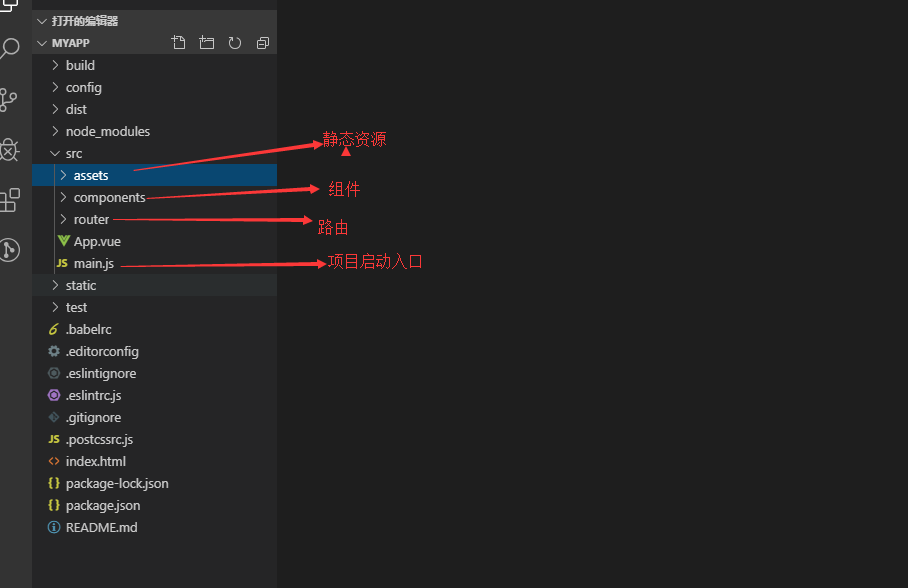 打开的编辑器
MYAPP
build
config
dist
node_modules
src
assets
静态资源
components
组件
router
路由
App.vue
JS main.js
项目启动入口
static
test
.babelrc
.editorconfig
.eslintignore
.eslintrc.js
.gitignore
JS .postcssrc.js
index.html
package-lock.json
package.json
README.md